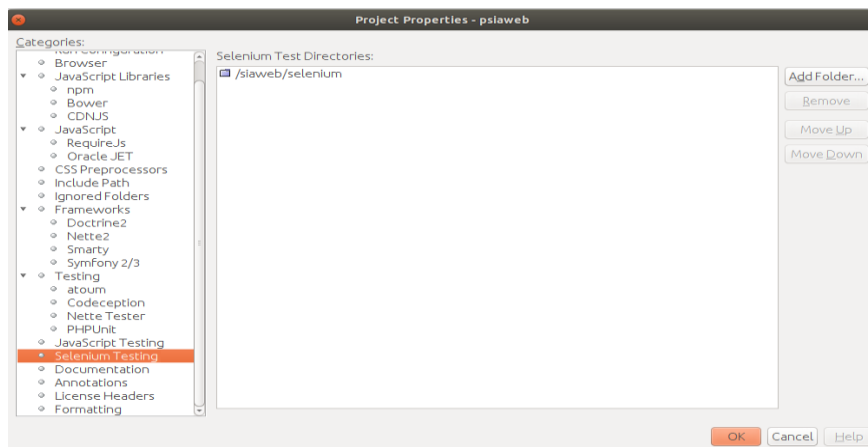 Project Properties - psiaweb
Categories:
Run Configuration
Browser
JavaScript Libraries
npm
Bower
CDNJS
JavaScript
RequireJs
Oracle JET
CSS Preprocessors
Include Path
Ignored Folders
Frameworks
Doctrine2
Nette2
Smarty
Symfony 2/3
Testing
atoum
Codeception
Nette Tester
PHPUnit
JavaScript Testing
Selenium Testing
Documentation
Annotations
License Headers
Formatting
Selenium Test Directories:
/siaweb/selenium
Add Folder...
Remove
Move Up
Move Down
OK
Cancel
Help